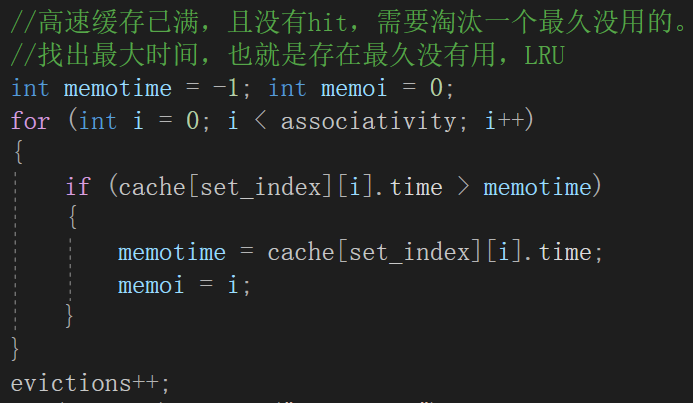 //高速缓存已满，且没有hit，需要淘汰一个最久没用的。
//找出最大时间，也就是存在最久没有用，LRU
int memotime = -1; int memoi = 0;
for (int i = 0; i < associativity; i++)
{
if (cache[set_index][i].time > memotime)
{
memotime = cache[set_index][i].time;
memoi = i;
}
}
evictions++;